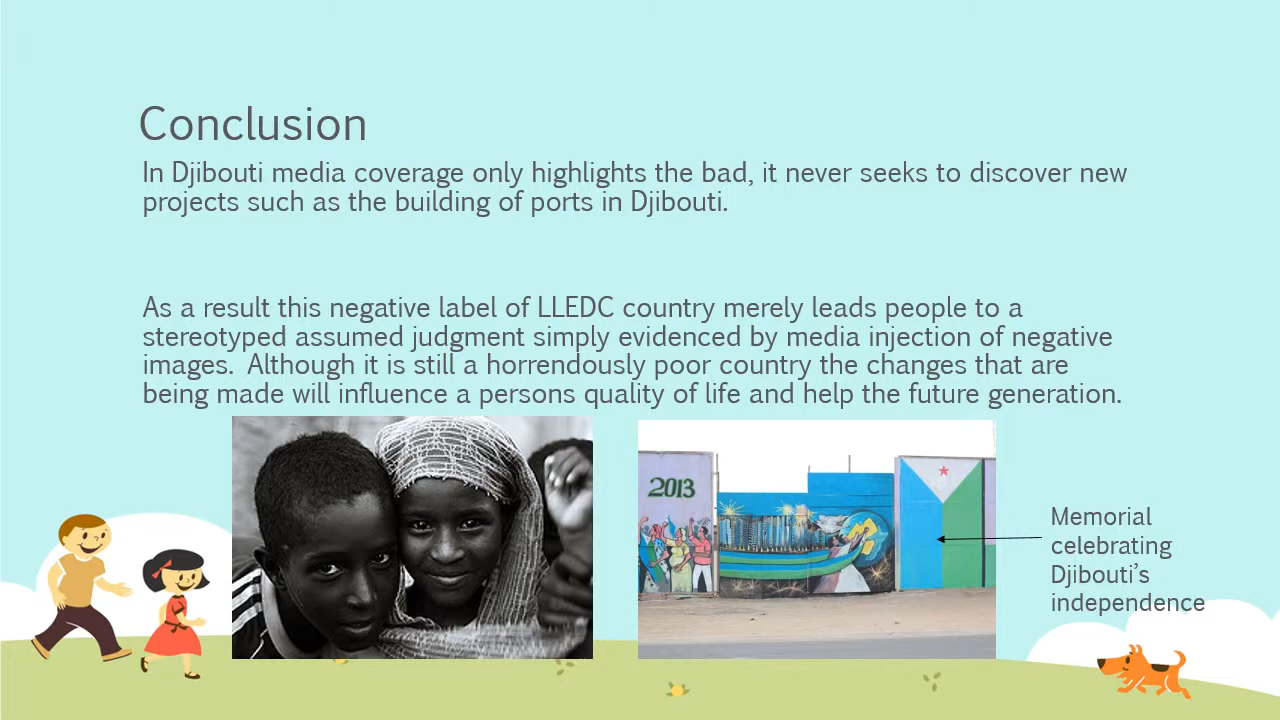 Conclusion
In Djibouti media coverage only highlights the bad, it never seeks to discover new
projects such as the building of ports in Djibouti.
As a result this negative label of LLEDC country merely leads people to a
stereotyped assumed judgment simply evidenced by media injection of negative
images. Although it is still a horrendously poor country the changes that are
being made will influence a persons quality of life and help the future generation.
2013
Memorial
celebrating
Djibouti's
independence